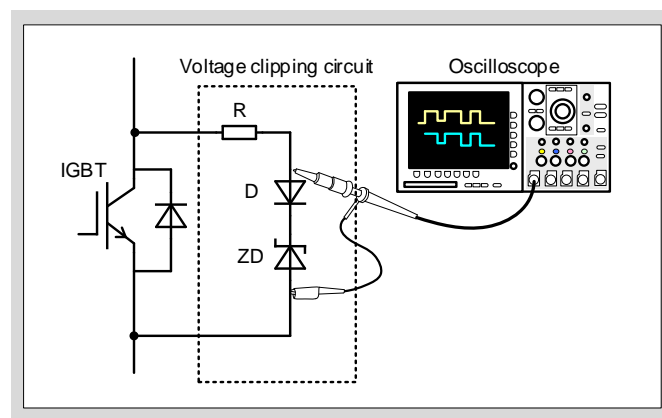 Voltage clipping circuit
Oscilloscope
R
IGBT
D
ZD